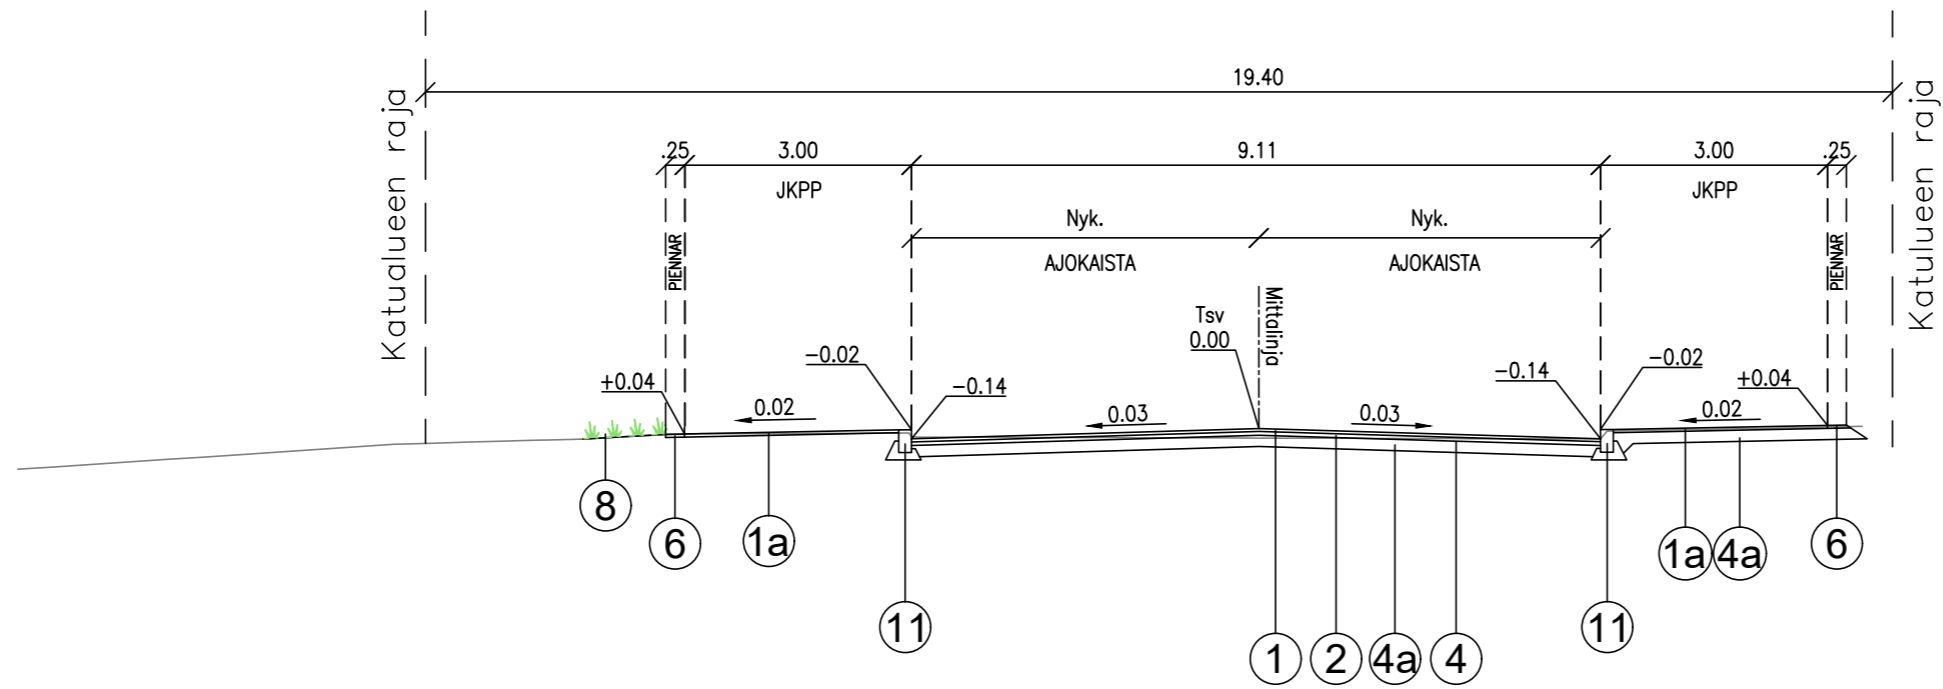 19.40
Katualueen raja
Katulueen raja
.25
3.00
9.11
3.00
.25
JKPP
JKPP
Nyk.
Nyk.
AJOKAISTA
AJOKAISTA
PIENNAR
PIENNAR
Mittalinja
Tsv
0.00
+0.04
-0.02
-0.14
-0.14
-0.02
+0.04
0.02
0.03
0.03
0.02
8
6
1a
11
1
2
4a
4
11
1a
4a
6